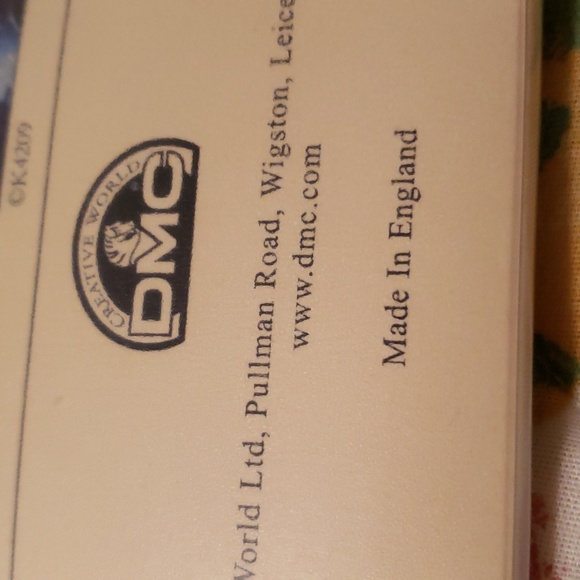 ©K4209
CREATIVE WORLD
DMC
World Ltd, Pullman Road, Wigston, Leice
www.dmc.com
Made In England